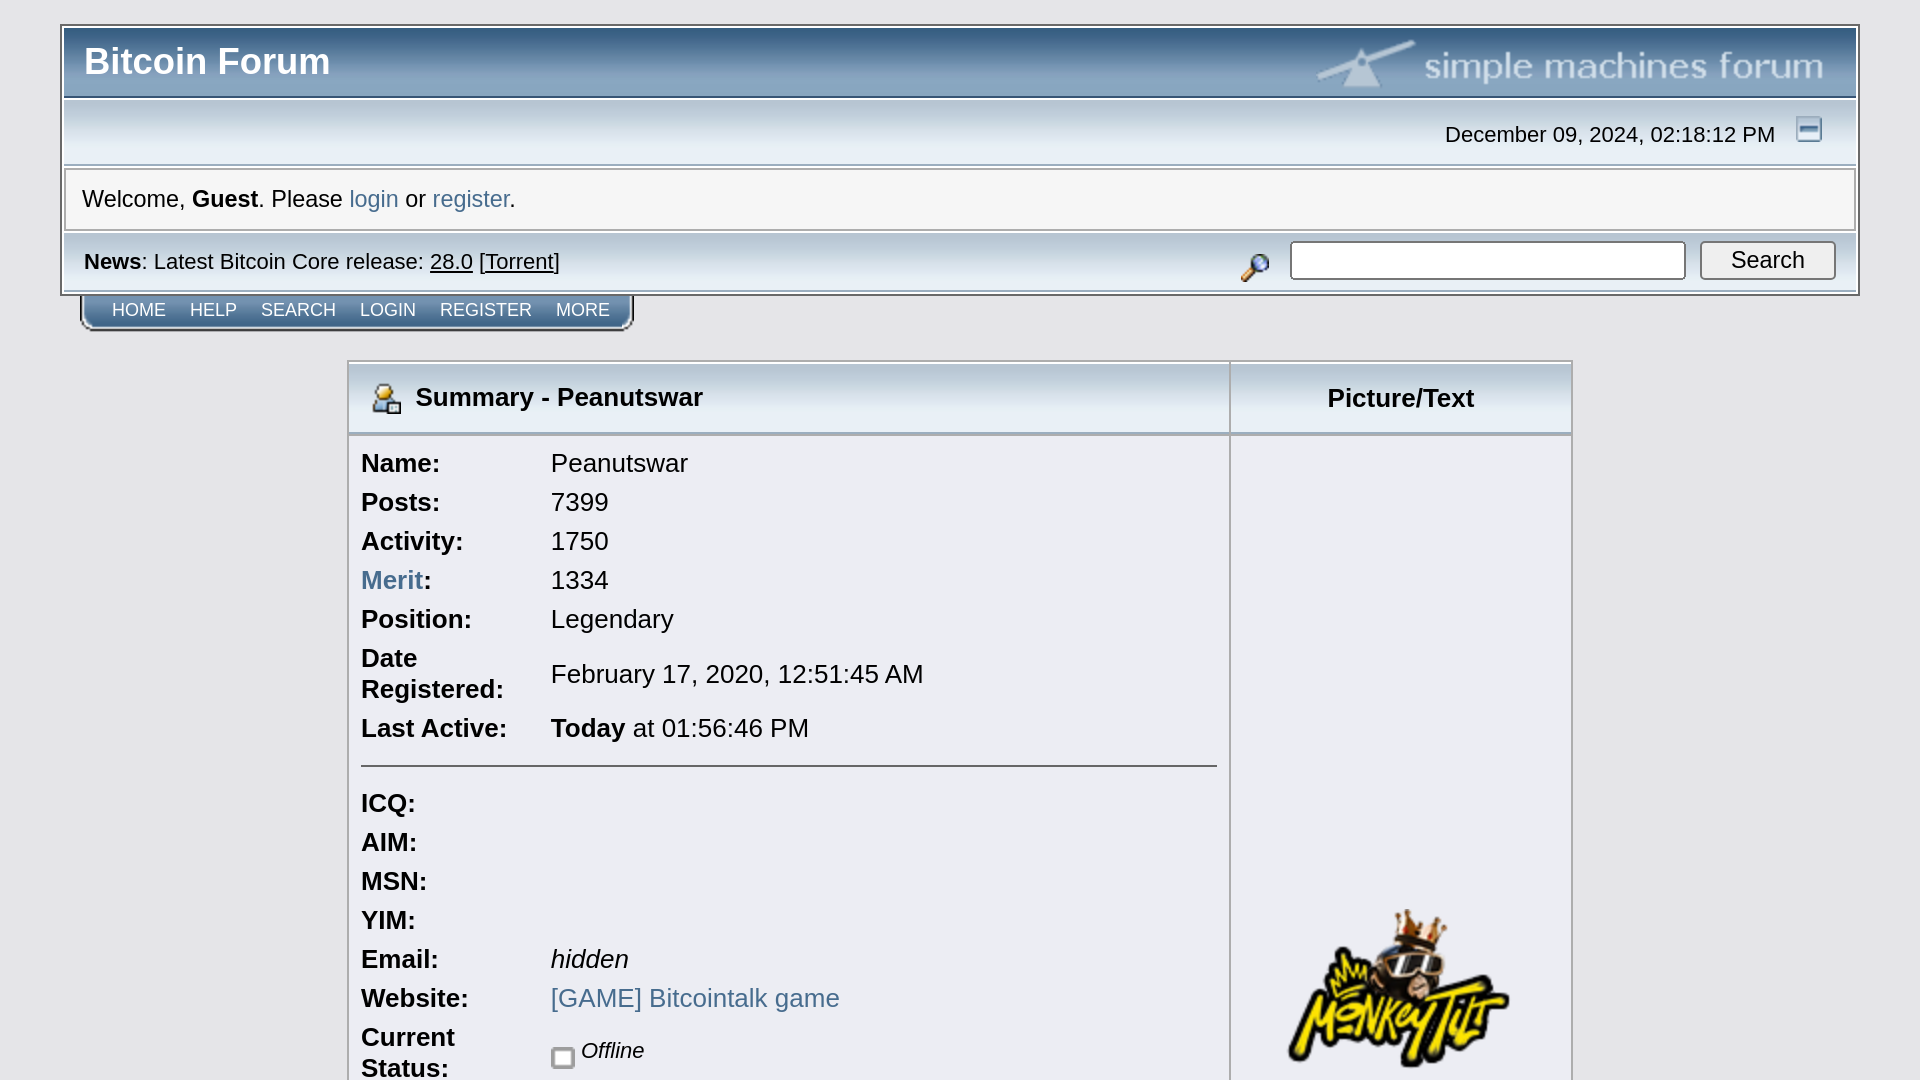 Bitcoin Forum
simple machines forum
December 09, 2024, 02:18:12 PM
Welcome, Guest. Please login or register.
News: Latest Bitcoin Core release: 28.0 [Torrent]
Search
HOME HELP SEARCH LOGIN REGISTER MORE
Summary - Peanutswar
Picture/Text
Name: Peanutswar
Posts: 7399
Activity: 1750
Merit: 1334
Position: Legendary
Date Registered: February 17, 2020, 12:51:45 AM
Last Active: Today at 01:56:46 PM
ICQ:
AIM:
MSN:
YIM:
Email: hidden
Website: [GAME] Bitcointalk game
Current Status: Offline
MONKEY TILT